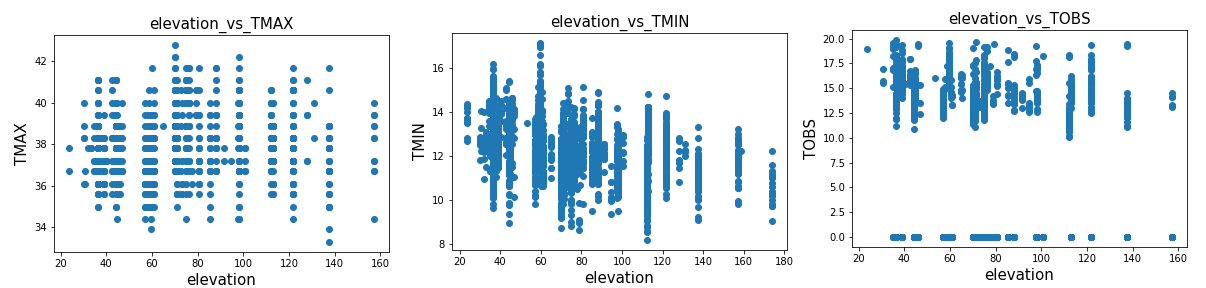 elevation_vs_TMAX
TMAX
42
40
38
36
34
20 40 60 80 100 120 140 160
elevation
elevation_vs_TMIN
TMIN
16
14
12
10
8
20 40 60 80 100 120 140 160 180
elevation
elevation_vs_TOBS
TOBS
20.0
17.5
15.0
12.5
10.0
7.5
5.0
2.5
0.0
20 40 60 80 100 120 140 160
elevation